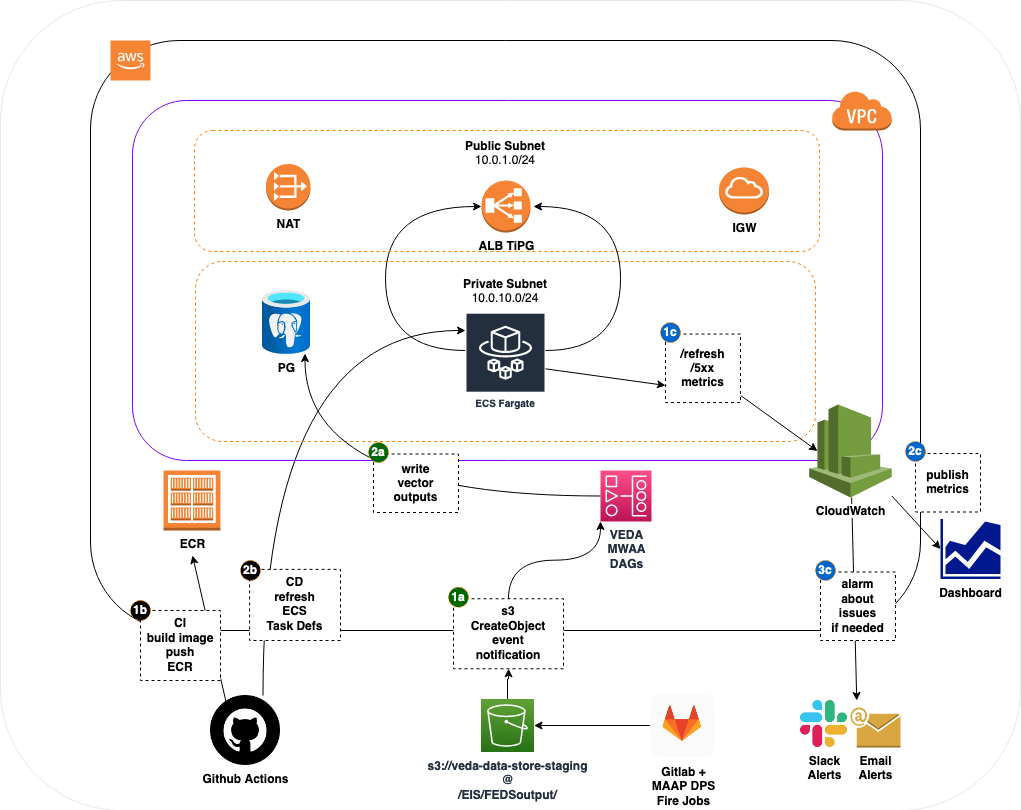 aws
VPC
Public Subnet
10.0.1.0/24
NAT
ALB TiPG
IGW
Private Subnet
10.0.10.0/24
PG
ECS Fargate
1c
/refresh
/5xx
metrics
2a
write
vector
outputs
ECR
VEDA
MWAA
DAGs
CloudWatch
2c
publish
metrics
Dashboard
1b
CI
build image
push
ECR
2b
CD
refresh
ECS
Task Defs
1a
s3
CreateObject
event
notification
3c
alarm
about
issues
if needed
Github Actions
s3://veda-data-store-staging
@
/EIS/FEDSoutput/
Gitlab +
MAAP DPS
Fire Jobs
Slack
Alerts
@
Email
Alerts